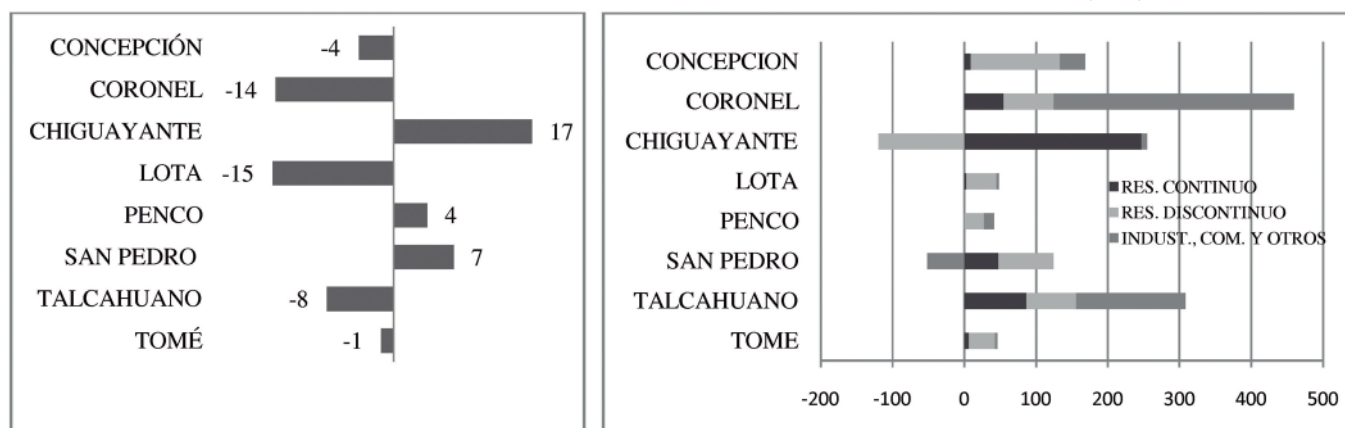 CONCEPCIÓN -4
CORONEL -14
CHIGUAYANTE 17
LOTA -15
PENCO 4
SAN PEDRO 7
TALCAHUANO -8
TOMÉ -1
CONCEPCION
CORONEL
CHIGUAYANTE
LOTA
PENCO
SAN PEDRO
TALCAHUANO
TOME
RES. CONTINUO
RES. DISCONTINUO
INDUST., COM. Y OTROS
-200 -100 0 100 200 300 400 500